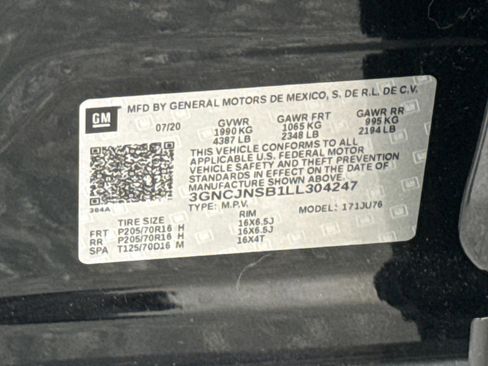 MFD BY GENERAL MOTORS DE MEXICO, S. DE R.L. DE C.V.
GM
07/20
GVWR GAWR FRT GAWR RR
1990 KG 1065 KG 995 KG
4387 LB 2348 LB 2194 LB
THIS VEHICLE CONFORMS TO ALL
APPLICABLE U.S. FEDERAL MOTOR
VEHICLE SAFETY AND THEFT PREVENTION
STANDARDS IN EFFECT ON THE DATE OF
MANUFACTURE SHOWN ABOVE.
3GNCJNSB1LL304247
TYPE: M.P.V. MODEL: 171JU76
384A
TIRE SIZE RIM
FRT P205/70R16 H 16X6.5J
RR P205/70R16 H 16X6.5J
SPA T125/70D16 M 16X4T